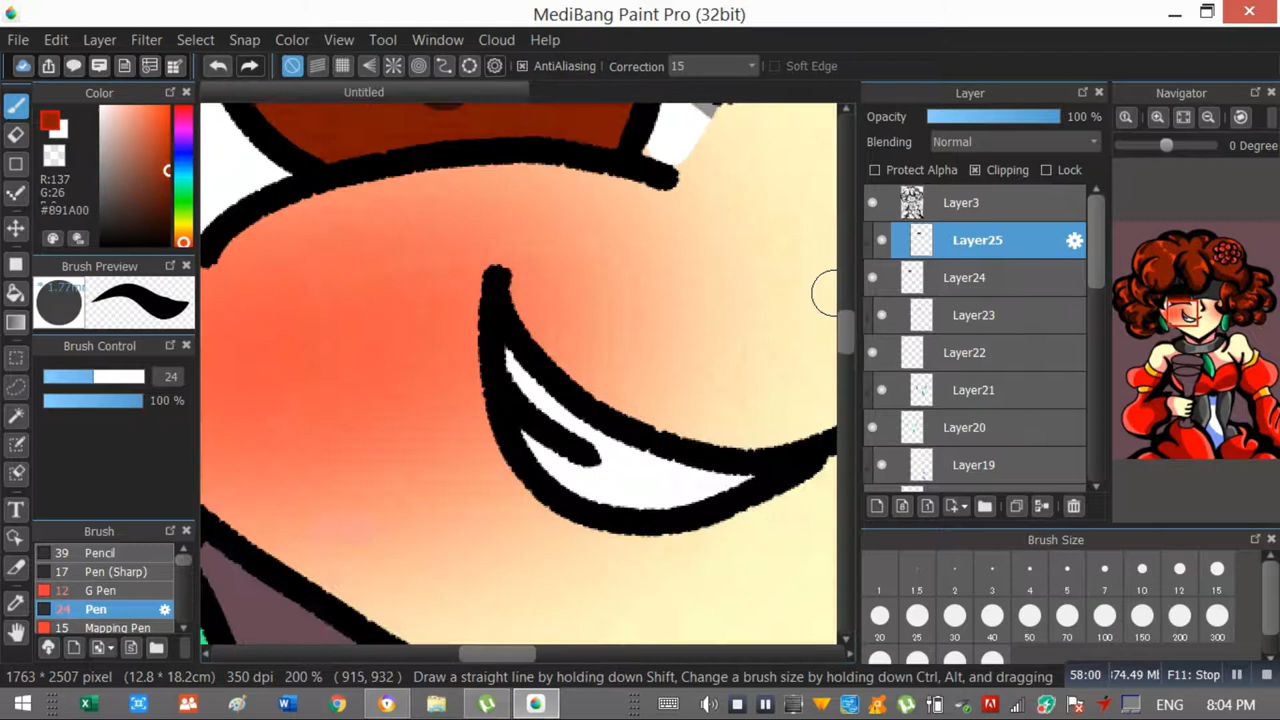 MediBang Paint Pro (32bit)
File Edit Layer Filter Select Snap Color View Tool Window Cloud Help
AntiAliasing Correction 15 Soft Edge
Color
R:137
G:26
#891A00
Brush Preview
1.77m
Brush Control
24
100 %
Brush
39 Pencil
17 Pen (Sharp)
12 G Pen
24 Pen
15 Mapping Pen
Untitled
Layer
Opacity 100 %
Blending Normal
Protect Alpha Clipping Lock
Layer3
Layer25
Layer24
Layer23
Layer22
Layer21
Layer20
Layer19
Navigator
0 Degree
Brush Size
1 1.5 2 3 4 5 7 10 12 15
20 25 30 40 50 70 100 150 200 300
1763 * 2507 pixel (12.8 * 18.2cm) 350 dpi 200 % ( 915, 932 ) Draw a straight line by holding down Shift, Change a brush size by holding down Ctrl, Alt, and dragging
58:00 74.49 M F11: Stop
ENG 8:04 PM